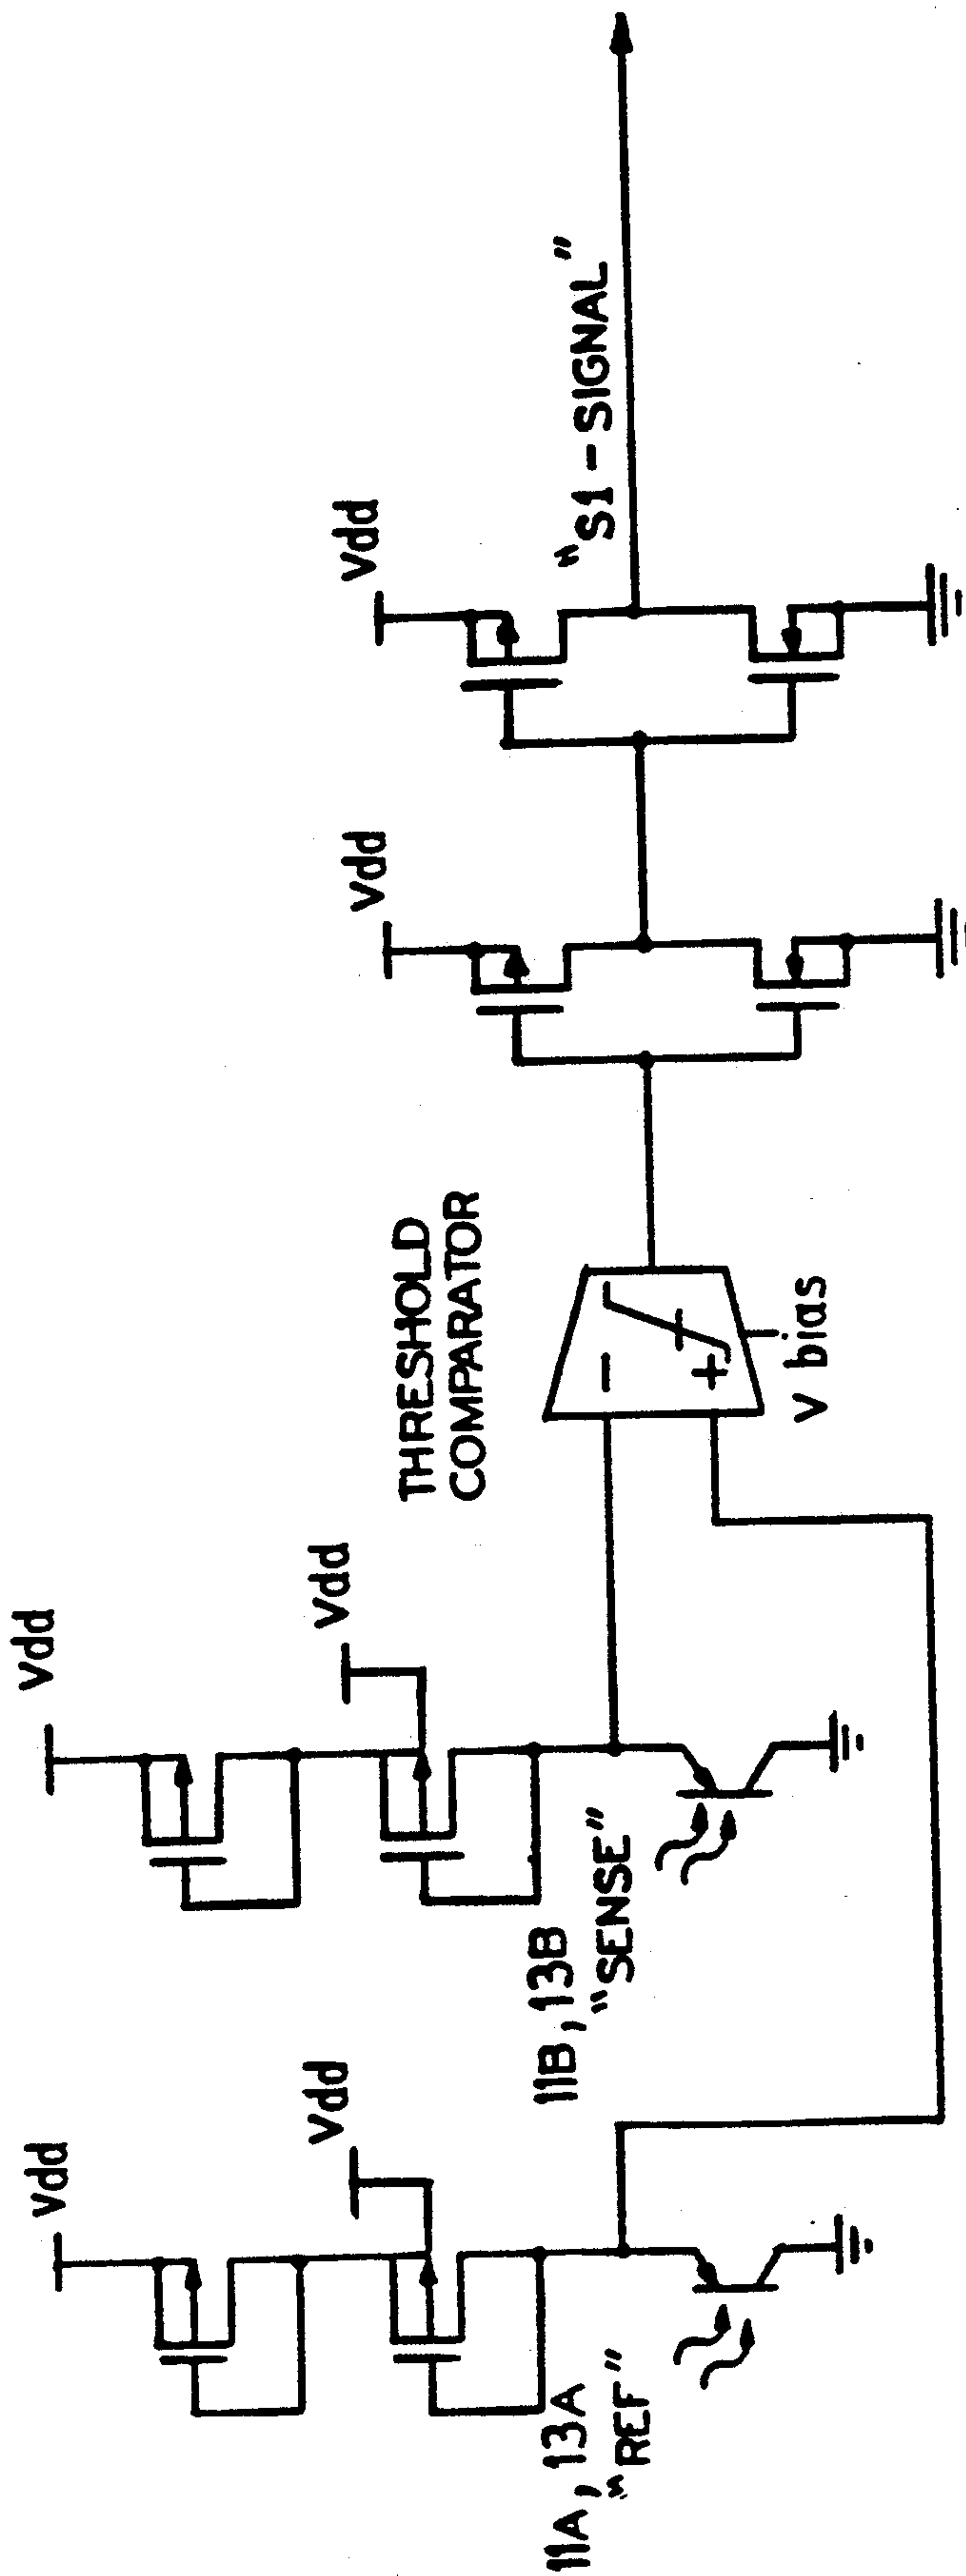 Vdd
Vdd
11A, 13A
"REF"
Vdd
Vdd
11B, 13B
"SENSE"
THRESHOLD
COMPARATOR
−
+
V bias
Vdd
Vdd
"S1 - SIGNAL"